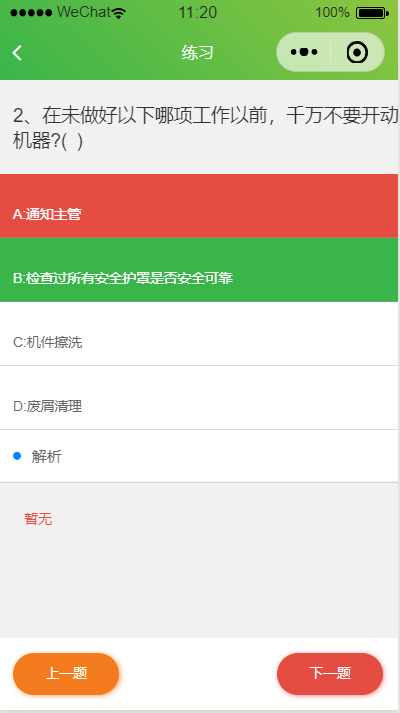 WeChat 11:20 100%
练习
2、在未做好以下哪项工作以前，千万不要开动
机器?( )
A:通知主管
B:检查过所有安全护罩是否安全可靠
C:机件擦洗
D:废屑清理
解析
暂无
上一题 下一题